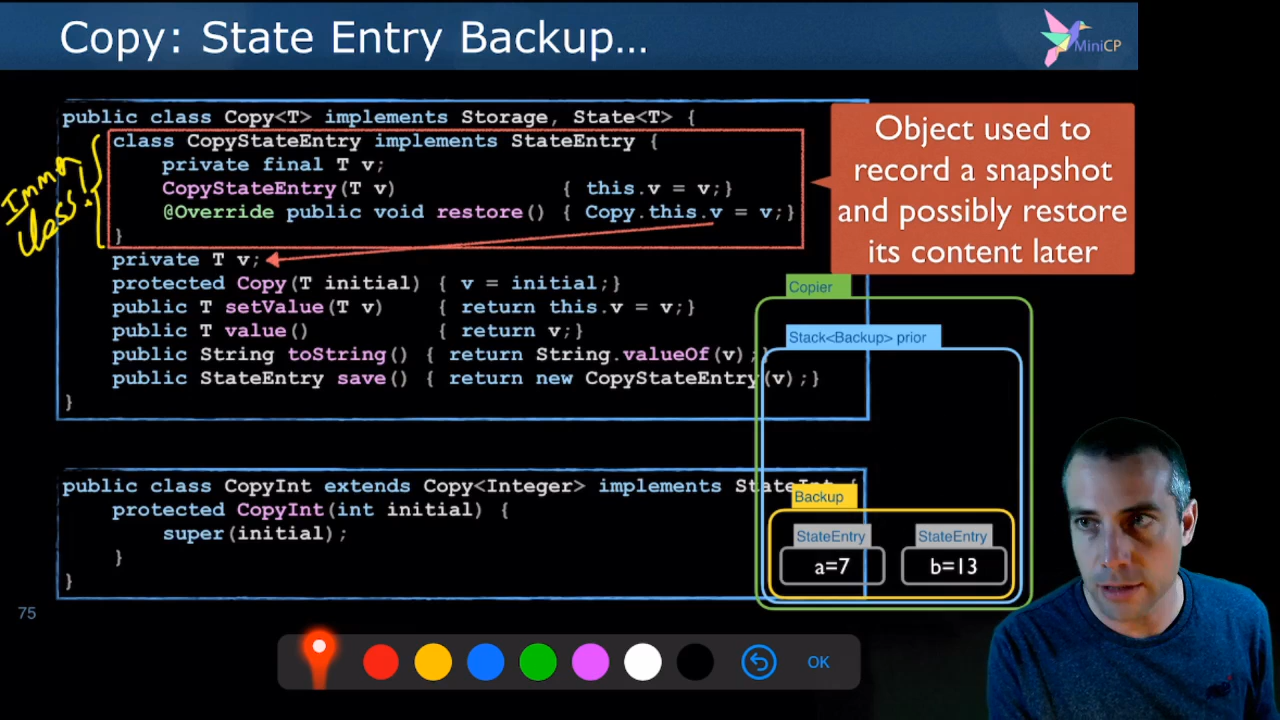 Copy: State Entry Backup...
MiniCP
public class Copy<T> implements Storage, State<T> {
class CopyStateEntry implements StateEntry {
private final T v;
CopyStateEntry(T v) { this.v = v;}
@Override public void restore() { Copy.this.v = v;}
}
private T v;
protected Copy(T initial) { v = initial;}
public T setValue(T v) { return this.v = v;}
public T value() { return v;}
public String toString() { return String.valueOf(v);}
public StateEntry save() { return new CopyStateEntry(v);}
}
class!
Object used to
record a snapshot
and possibly restore
its content later
Copier
Stack<Backup> prior
Backup
StateEntry
a=7
StateEntry
b=13
public class CopyInt extends Copy<Integer> implements StateInt {
protected CopyInt(int initial) {
super(initial);
}
}
75
OK